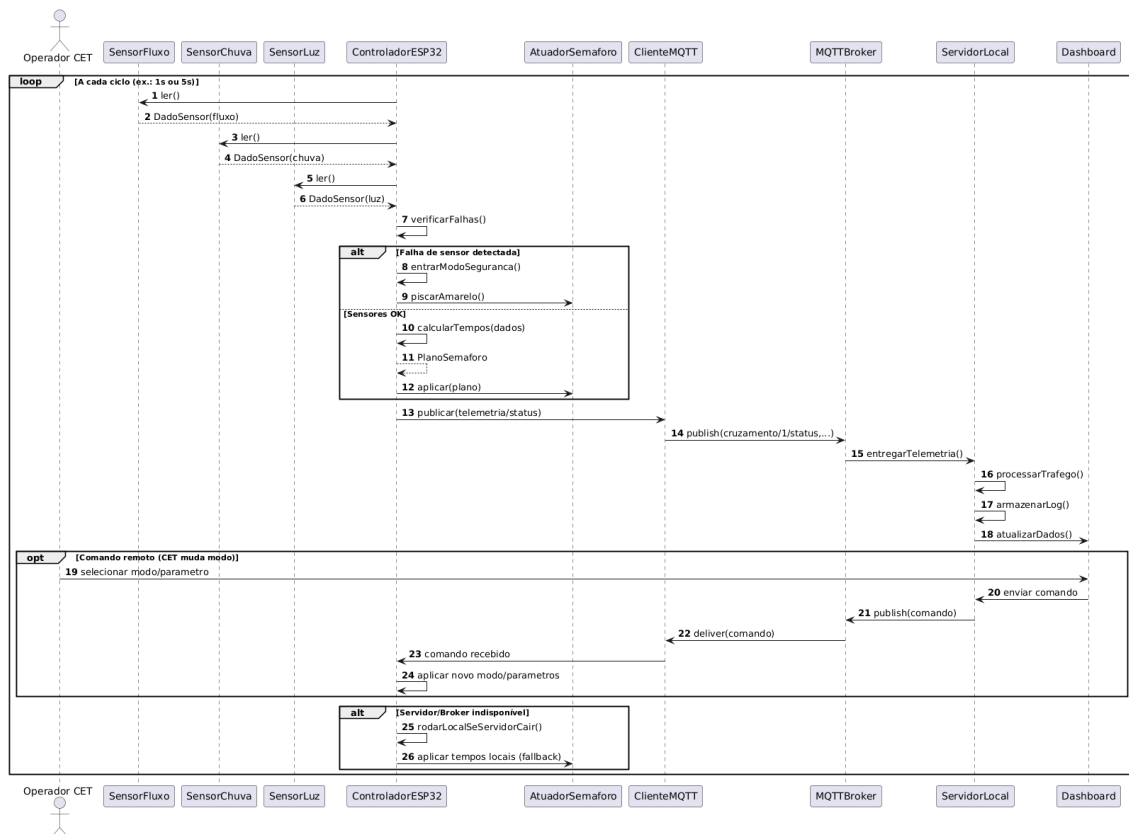 Operador CET
SensorFluxo
SensorChuva
SensorLuz
ControladorESP32
AtuadorSemaforo
ClienteMQTT
MQTTBroker
ServidorLocal
Dashboard
loop [A cada ciclo (ex.: 1s ou 5s)]
1 ler()
2 DadoSensor(fluxo)
3 ler()
4 DadoSensor(chuva)
5 ler()
6 DadoSensor(luz)
7 verificarFalhas()
alt [Falha de sensor detectada]
8 entrarModoSeguranca()
9 piscarAmarelo()
[Sensores OK]
10 calcularTempos(dados)
11 PlanoSemaforo
12 aplicar(plano)
13 publicar(telemetria/status)
14 publish(cruzamento/1/status,...)
15 entregarTelemetria()
16 processarTrafego()
17 armazenarLog()
18 atualizarDados()
opt [Comando remoto (CET muda modo)]
19 selecionar modo/parametro
20 enviar comando
21 publish(comando)
22 deliver(comando)
23 comando recebido
24 aplicar novo modo/parametros
alt [Servidor/Broker indisponível]
25 rodarLocalSeServidorCair()
26 aplicar tempos locais (fallback)
Operador CET
SensorFluxo
SensorChuva
SensorLuz
ControladorESP32
AtuadorSemaforo
ClienteMQTT
MQTTBroker
ServidorLocal
Dashboard